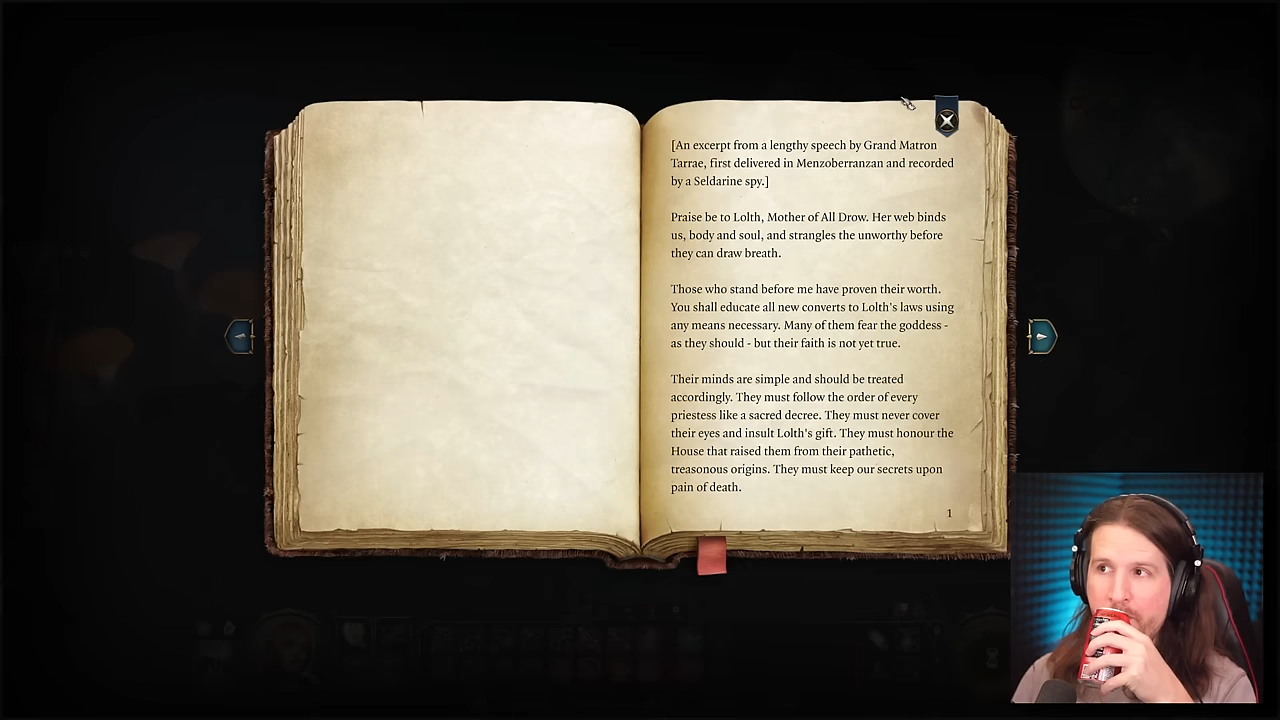 [An excerpt from a lengthy speech by Grand Matron
Tarrae, first delivered in Menzoberranzan and recorded
by a Seldarine spy.]
Praise be to Lolth, Mother of All Drow. Her web binds
us, body and soul, and strangles the unworthy before
they can draw breath.
Those who stand before me have proven their worth.
You shall educate all new converts to Lolth's laws using
any means necessary. Many of them fear the goddess -
as they should - but their faith is not yet true.
Their minds are simple and should be treated
accordingly. They must follow the order of every
priestess like a sacred decree. They must never cover
their eyes and insult Lolth's gift. They must honour the
House that raised them from their pathetic,
treasonous origins. They must keep our secrets upon
pain of death.
1